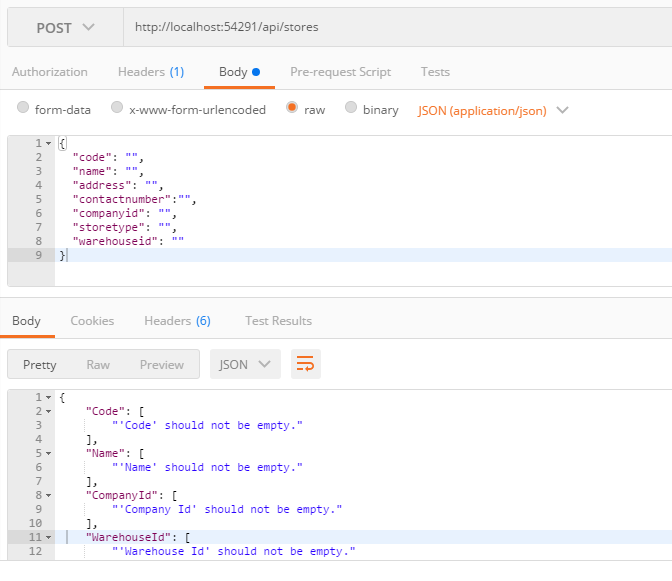 POST http://localhost:54291/api/stores
Authorization Headers (1) Body Pre-request Script Tests
form-data x-www-form-urlencoded raw binary JSON (application/json)
1 {
2 "code": "",
3 "name": "",
4 "address": "",
5 "contactnumber":"",
6 "companyid": "",
7 "storetype": "",
8 "warehouseid": ""
9 }
Body Cookies Headers (6) Test Results
Pretty Raw Preview JSON
1 {
2 "Code": [
3 "'Code' should not be empty."
4 ],
5 "Name": [
6 "'Name' should not be empty."
7 ],
8 "CompanyId": [
9 "'Company Id' should not be empty."
10 ],
11 "WarehouseId": [
12 "'Warehouse Id' should not be empty."